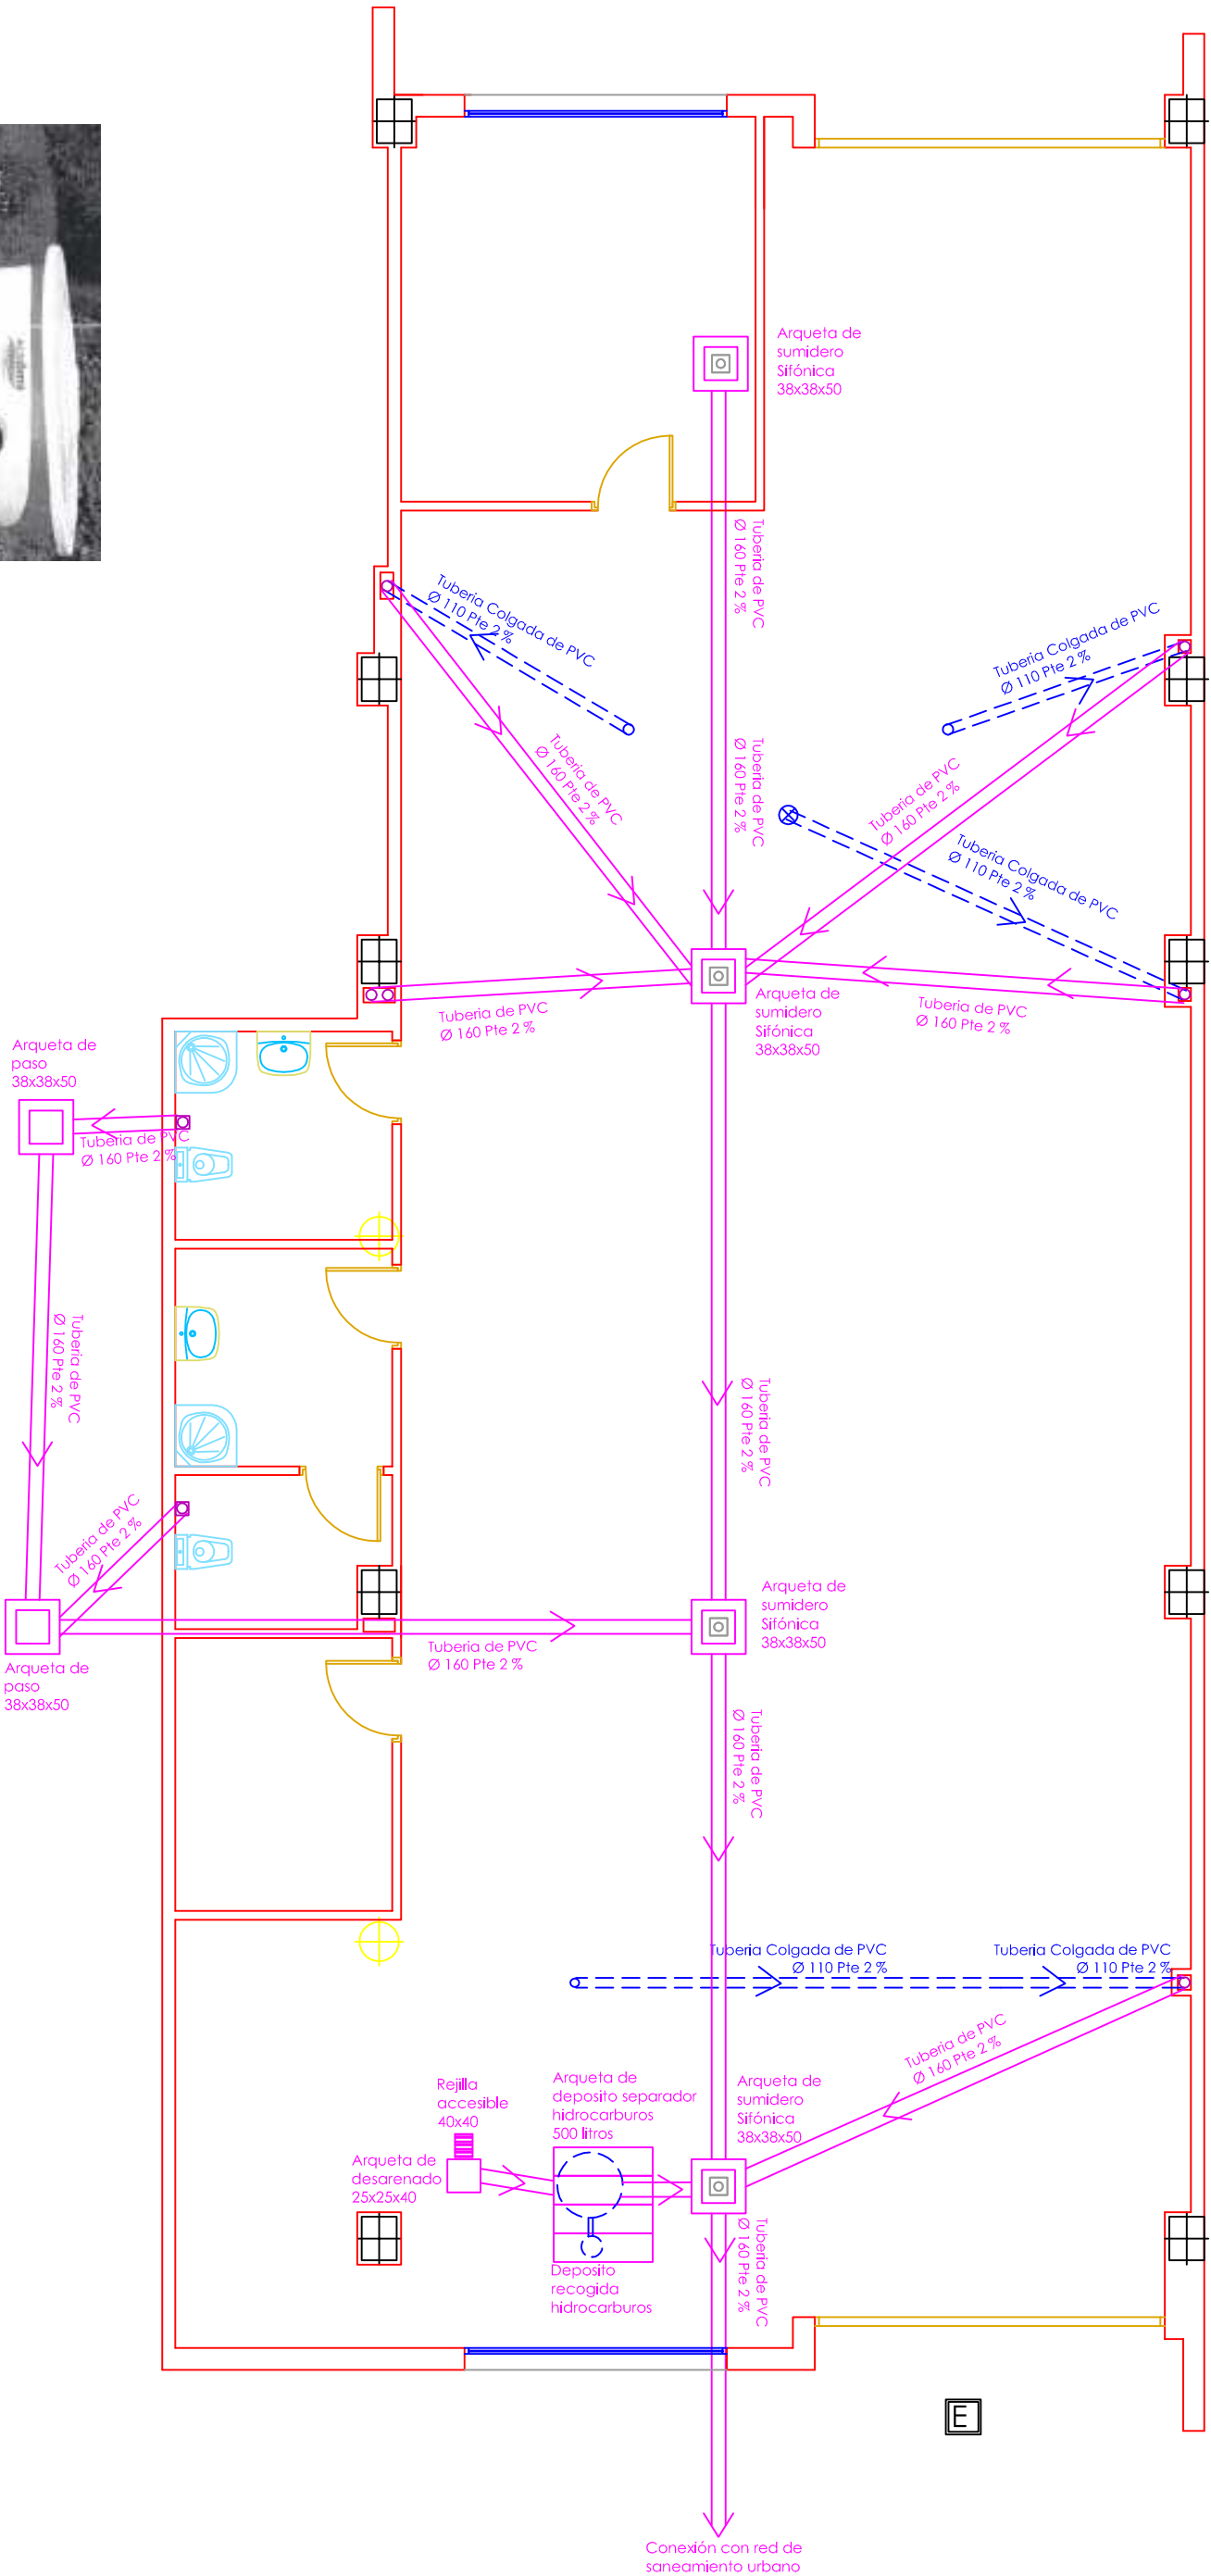 Arqueta de
sumidero
Sifónica
38x38x50
Tuberia de PVC
Ø 160 Pte 2 %
Tuberia Colgada de PVC
Ø 110 Pte 2 %
Tuberia Colgada de PVC
Ø 110 Pte 2 %
Tuberia de PVC
Ø 160 Pte 2 %
Tuberia de PVC
Ø 160 Pte 2 %
Tuberia de PVC
Ø 160 Pte 2 %
Tuberia Colgada de PVC
Ø 110 Pte 2 %
Arqueta de
sumidero
Sifónica
38x38x50
Tuberia de PVC
Ø 160 Pte 2 %
Tuberia de PVC
Ø 160 Pte 2 %
Arqueta de
paso
38x38x50
Tuberia de PVC
Ø 160 Pte 2 %
Tuberia de PVC
Ø 160 Pte 2 %
Tuberia de PVC
Ø 160 Pte 2 %
Tuberia de PVC
Ø 160 Pte 2 %
Arqueta de
sumidero
Sifónica
38x38x50
Tuberia de PVC
Ø 160 Pte 2 %
Arqueta de
paso
38x38x50
Tuberia de PVC
Ø 160 Pte 2 %
Tuberia Colgada de PVC
Ø 110 Pte 2 %
Tuberia Colgada de PVC
Ø 110 Pte 2 %
Tuberia de PVC
Ø 160 Pte 2 %
Rejilla
accesible
40x40
Arqueta de
deposito separador
hidrocarburos
500 litros
Arqueta de
sumidero
Sifónica
38x38x50
Arqueta de
desarenado
25x25x40
Tuberia de PVC
Ø 160 Pte 2 %
Deposito
recogida
hidrocarburos
E
Conexión con red de
saneamiento urbano